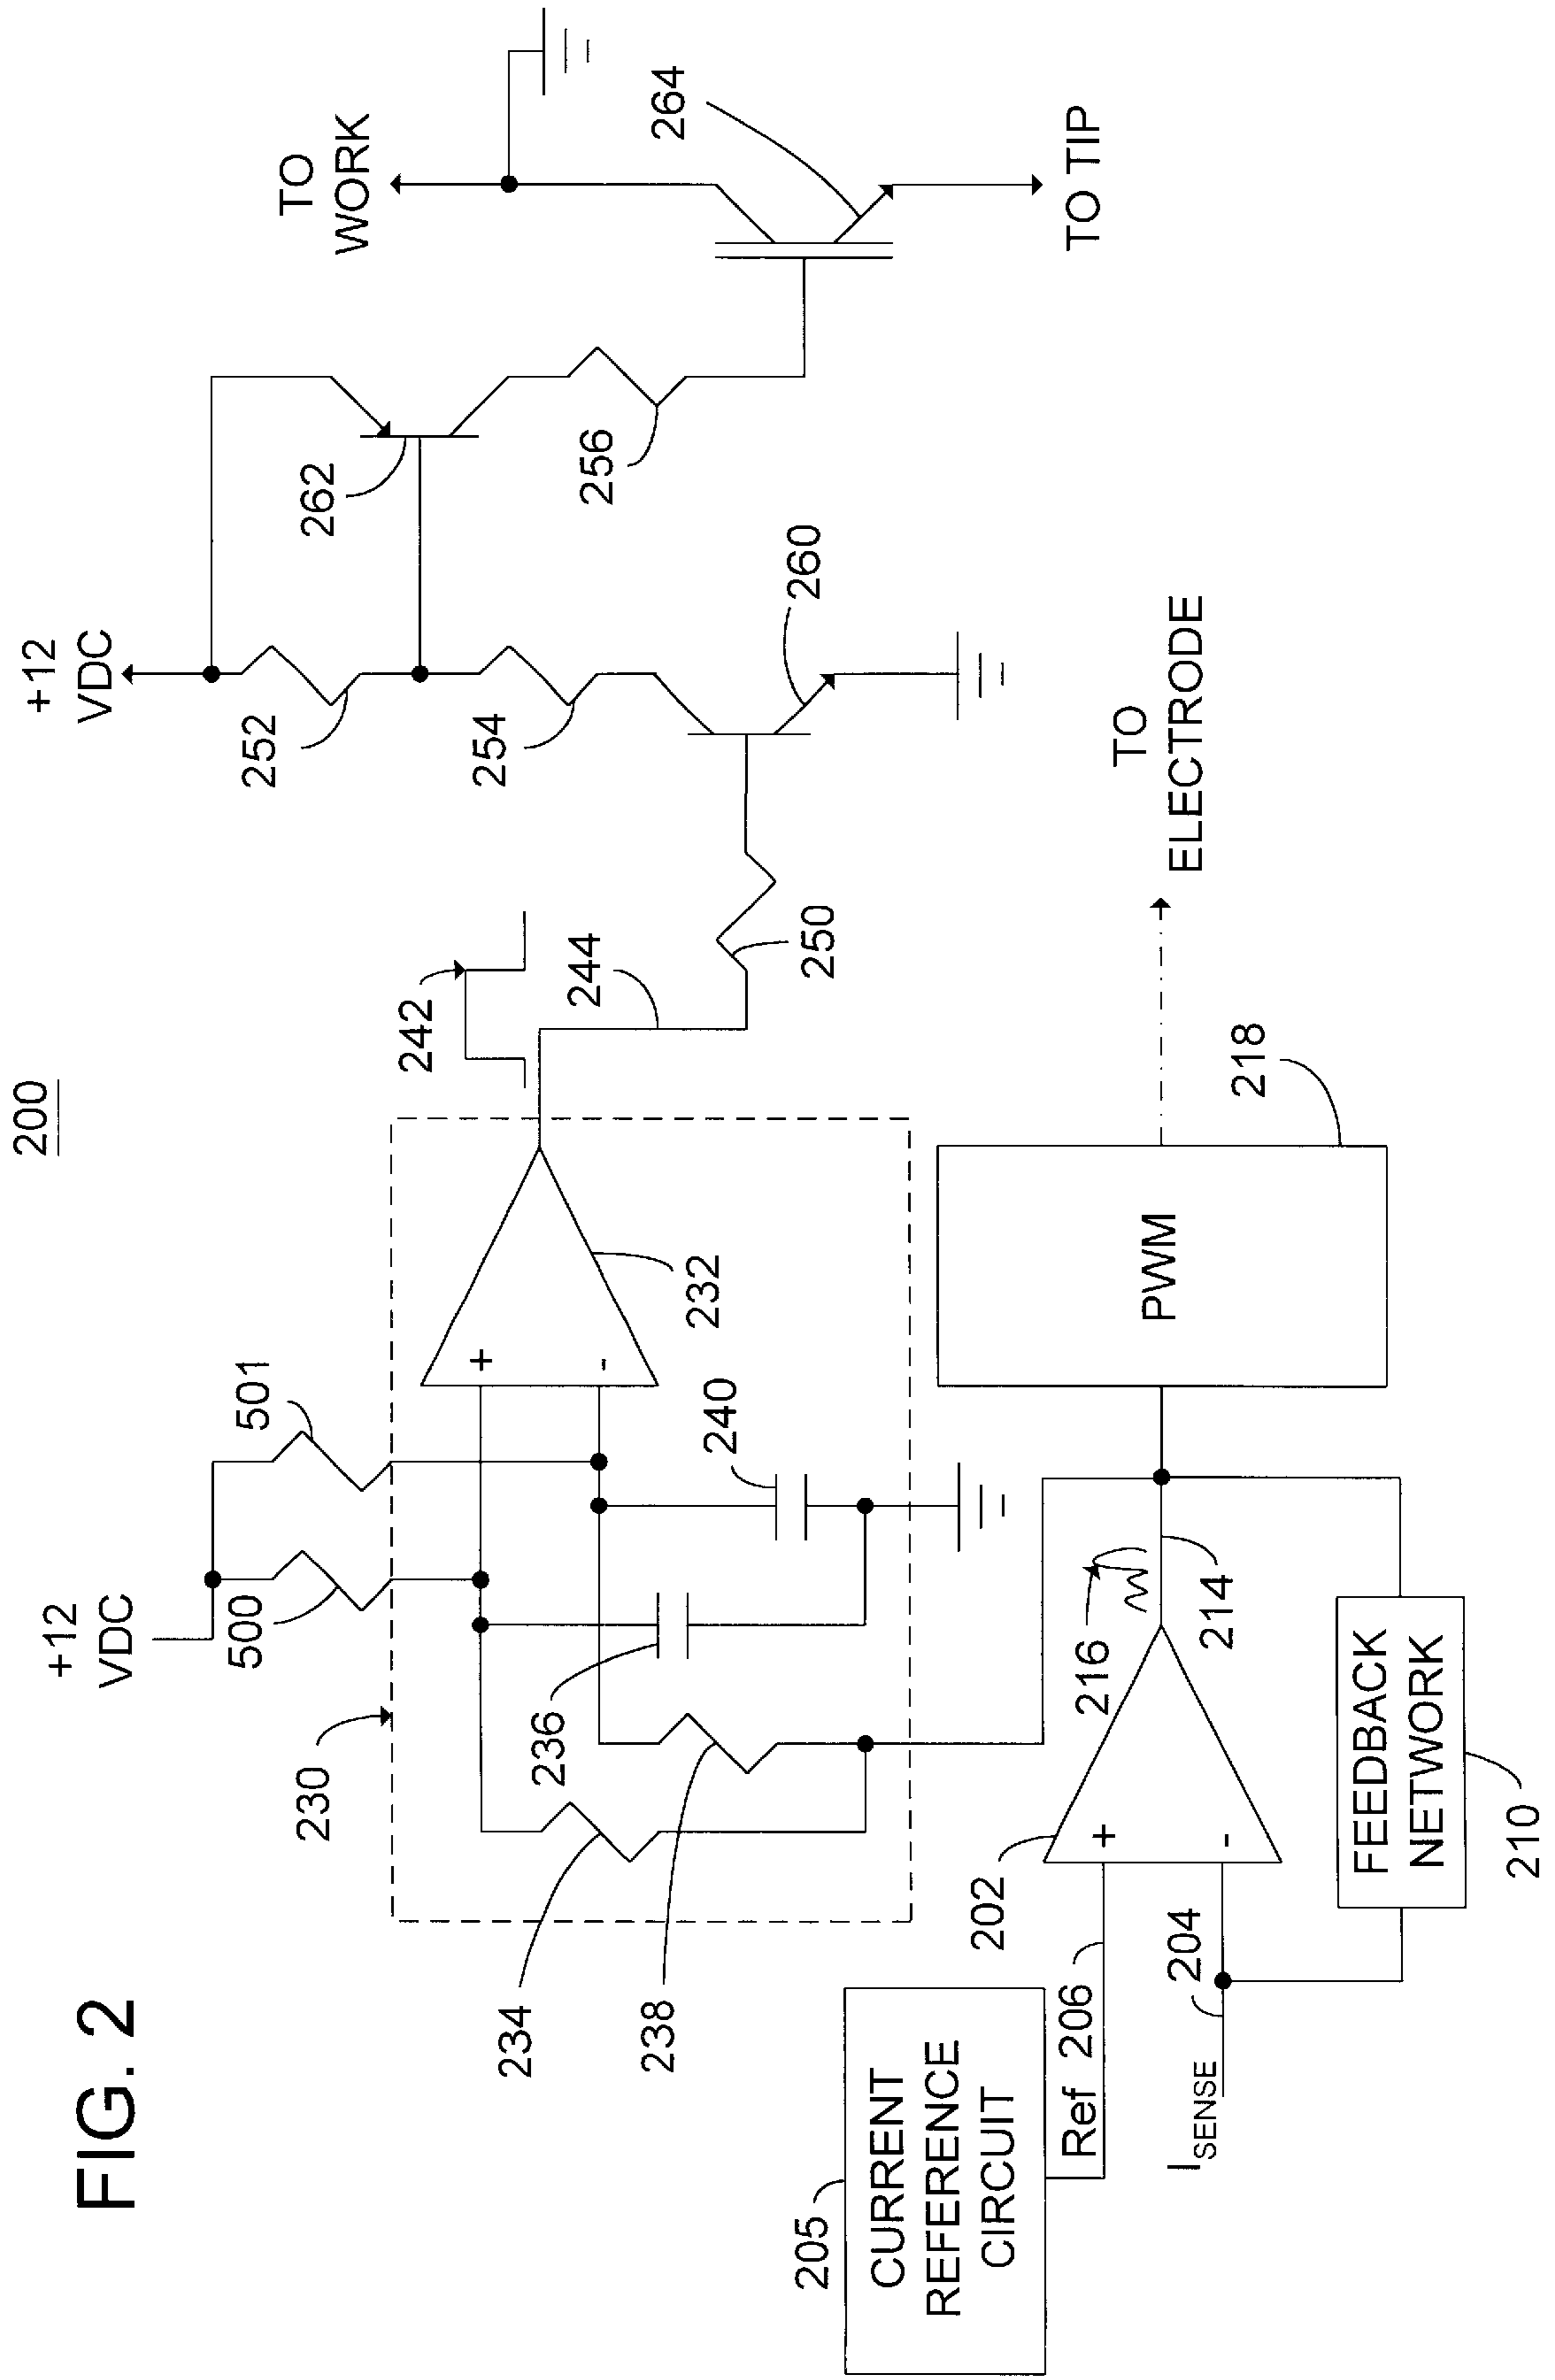 FIG. 2
200
+12
VDC
500
501
230
234
238
236
240
+
-
232
242
244
250
+12
VDC
252
254
260
262
256
TO
WORK
264
TO TIP
205
CURRENT
REFERENCE
CIRCUIT
Ref 206
I SENSE
204
202
+
-
216
214
FEEDBACK
NETWORK
210
PWM
218
TO
ELECTRODE